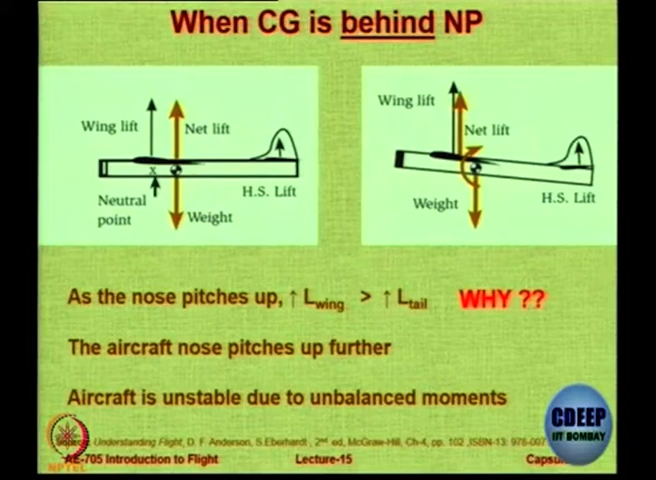 When CG is behind NP
Wing lift
Net lift
Neutral
point
x
H.S. Lift
Weight
Wing lift
Net lift
Weight
H.S. Lift
As the nose pitches up, ↑ Lwing > ↑ Ltail WHY ??
The aircraft nose pitches up further
Aircraft is unstable due to unbalanced moments
Understanding Flight, D. F. Anderson, S.Eberhardt , 2nd ed, McGraw-Hill, Ch-4, pp. 102 ,ISBN-13: 978-007
AE-705 Introduction to Flight Lecture-15
NPTEL
CDEEP
IIT BOMBAY